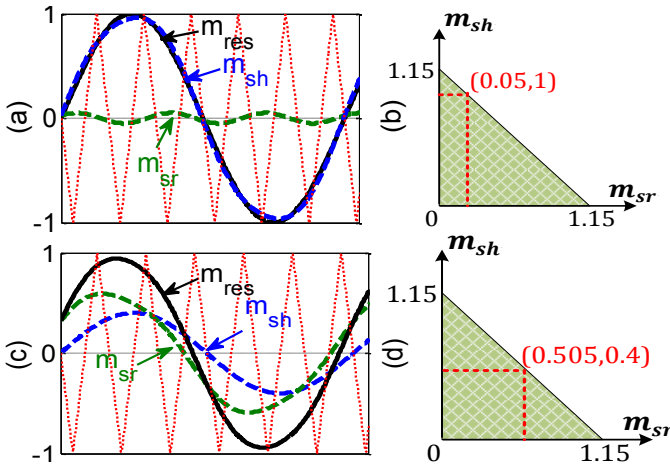 (a)
1
0
-1
m_res
m_sh
m_sr
(b)
m_sh
1.15
(0.05,1)
0
1.15
m_sr
(c)
1
0
-1
m_res
m_sh
m_sr
(d)
m_sh
1.15
(0.505,0.4)
0
1.15
m_sr